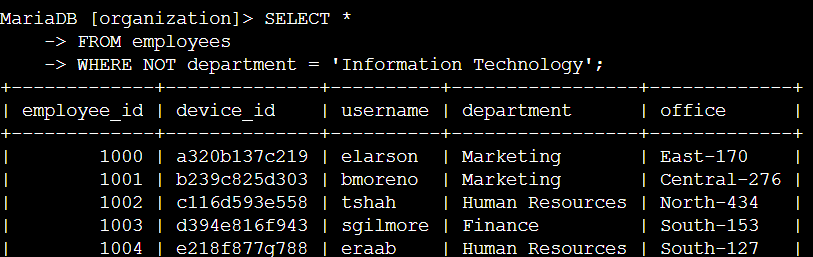 MariaDB [organization]> SELECT *
    -> FROM employees
    -> WHERE NOT department = 'Information Technology';
+-------------+--------------+----------+-----------------+-------------+
| employee_id | device_id    | username | department      | office      |
+-------------+--------------+----------+-----------------+-------------+
|        1000 | a320b137c219 | elarson  | Marketing       | East-170    |
|        1001 | b239c825d303 | bmoreno  | Marketing       | Central-276 |
|        1002 | c116d593e558 | tshah    | Human Resources | North-434   |
|        1003 | d394e816f943 | sgilmore | Finance         | South-153   |
|        1004 | e218f877g788 | eraab    | Human Resources | South-127   |